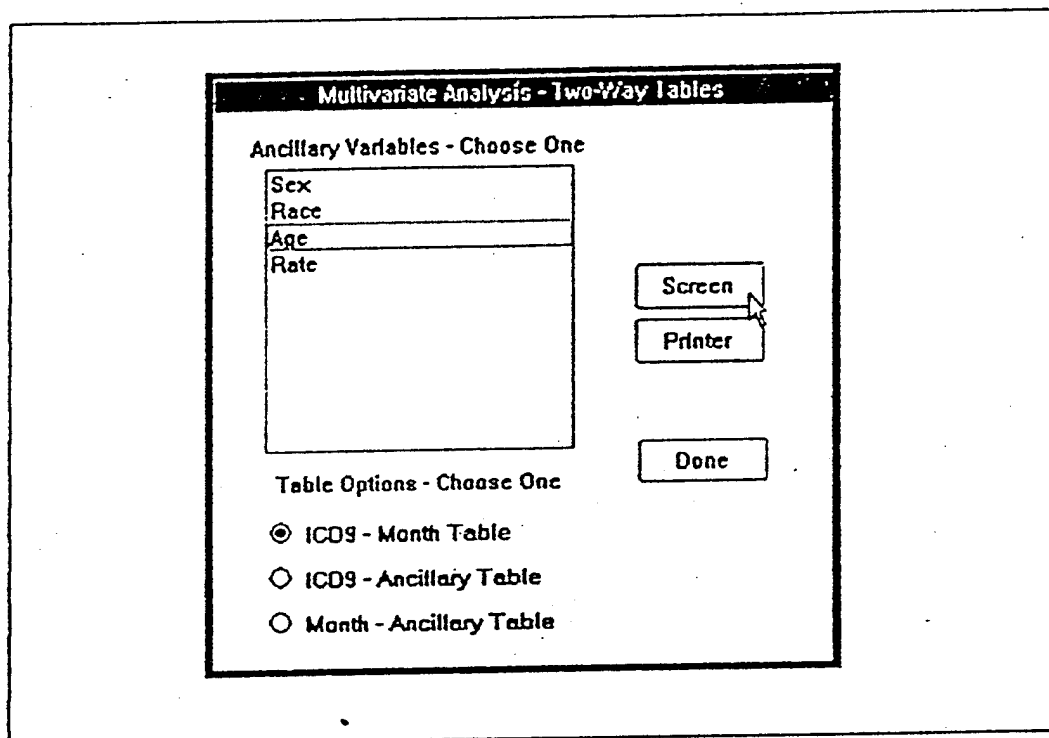 Multivariate Analysis - Two-Way Tables
Ancillary Variables - Choose One
Sex
Race
Age
Rate
Screen
Printer
Done
Table Options - Choose One
ICD9 - Month Table
ICD9 - Ancillary Table
Month - Ancillary Table